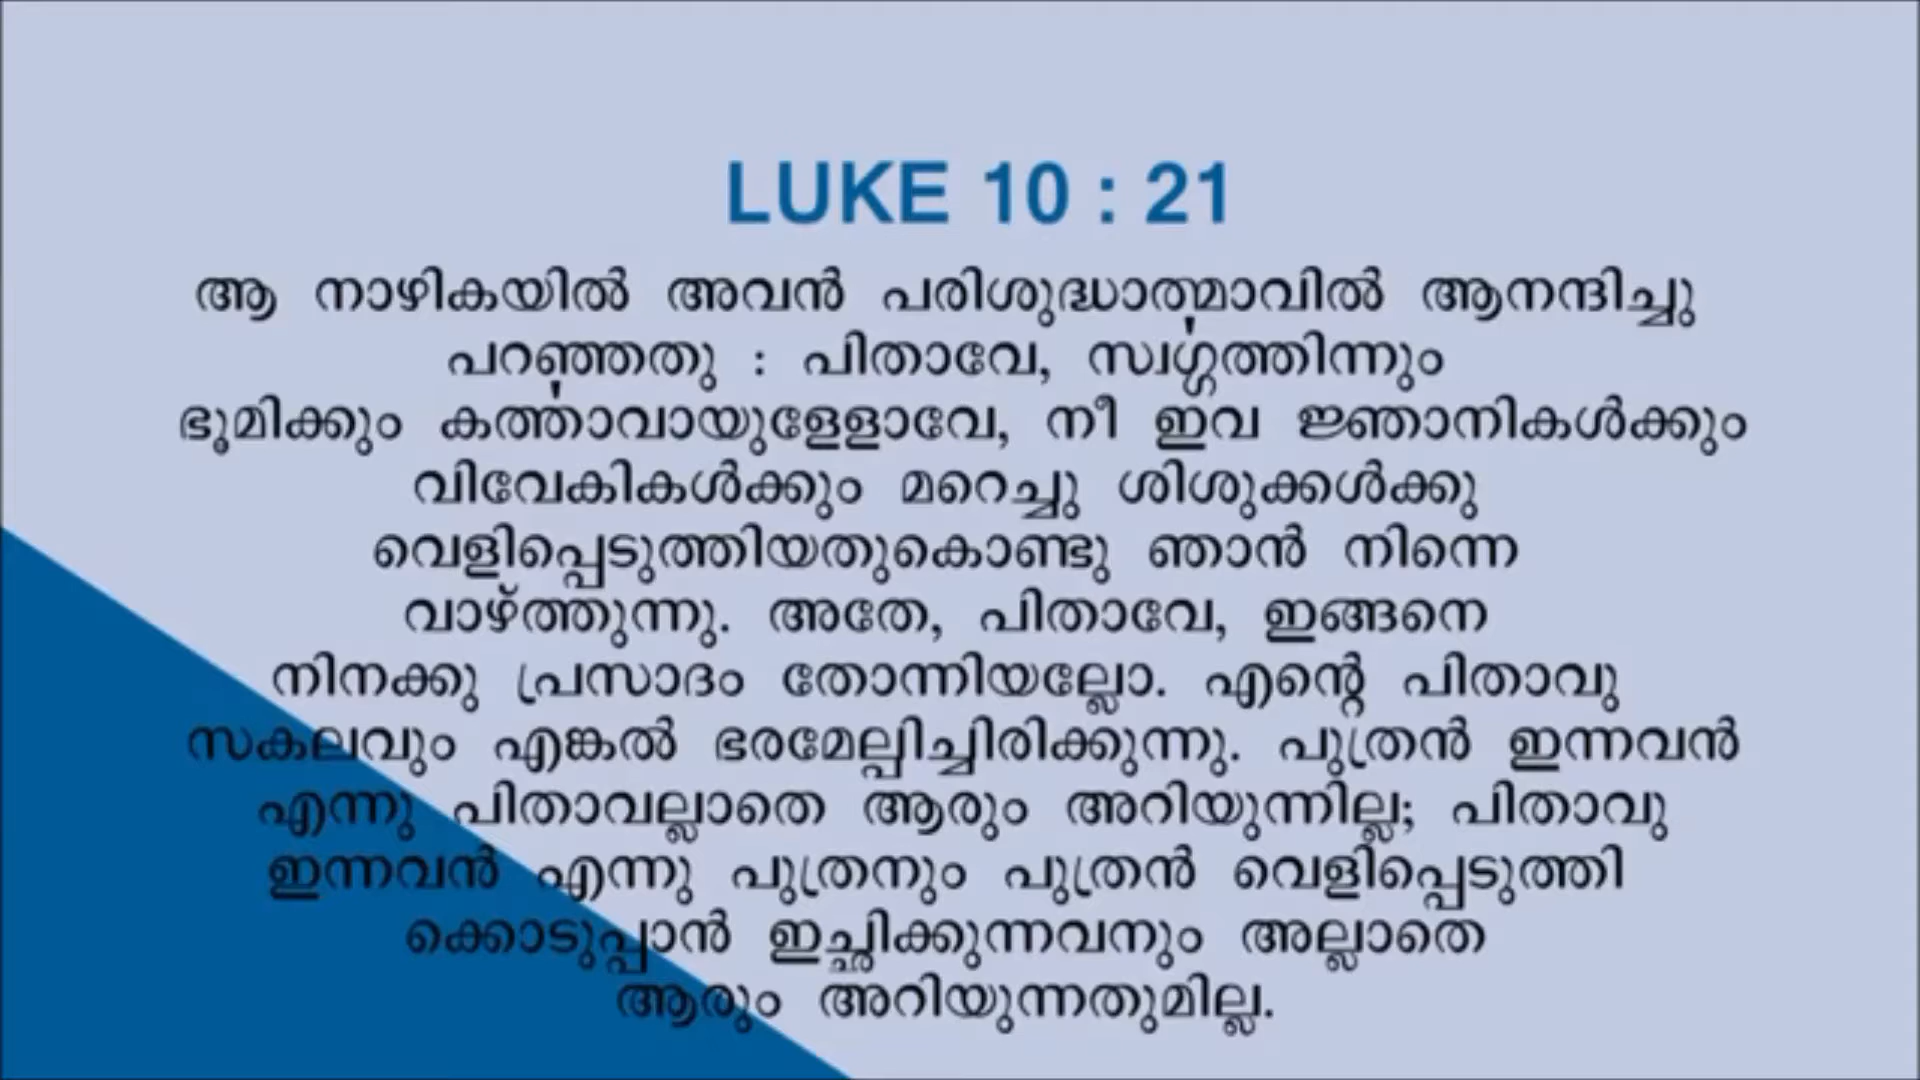 LUKE 10 : 21
ആ നാഴികയിൽ അവൻ പരിശുദ്ധാത്മാവിൽ ആനന്ദിച്ചു
പറഞ്ഞതു : പിതാവേ, സ്വൎഗ്ഗത്തിന്നും
ഭൂമിക്കും കൎത്താവായുള്ളോവേ, നീ ഇവ ജ്ഞാനികൾക്കും
വിവേകികൾക്കും മറെച്ചു ശിശുക്കൾക്കു
വെളിപ്പെടുത്തിയതുകൊണ്ടു ഞാൻ നിന്നെ
വാഴ്ത്തുന്നു. അതേ, പിതാവേ, ഇങ്ങനെ
നിനക്കു പ്രസാദം തോന്നിയല്ലോ. എന്റെ പിതാവു
സകലവും എങ്കൽ ഭരമേല്പിച്ചിരിക്കുന്നു. പുത്രൻ ഇന്നവൻ
എന്നു പിതാവല്ലാതെ ആരും അറിയുന്നില്ല; പിതാവു
ഇന്നവൻ എന്നു പുത്രനും പുത്രൻ വെളിപ്പെടുത്തി
ക്കൊടുപ്പാൻ ഇച്ഛിക്കുന്നവനും അല്ലാതെ
ആരും അറിയുന്നതുമില്ല.